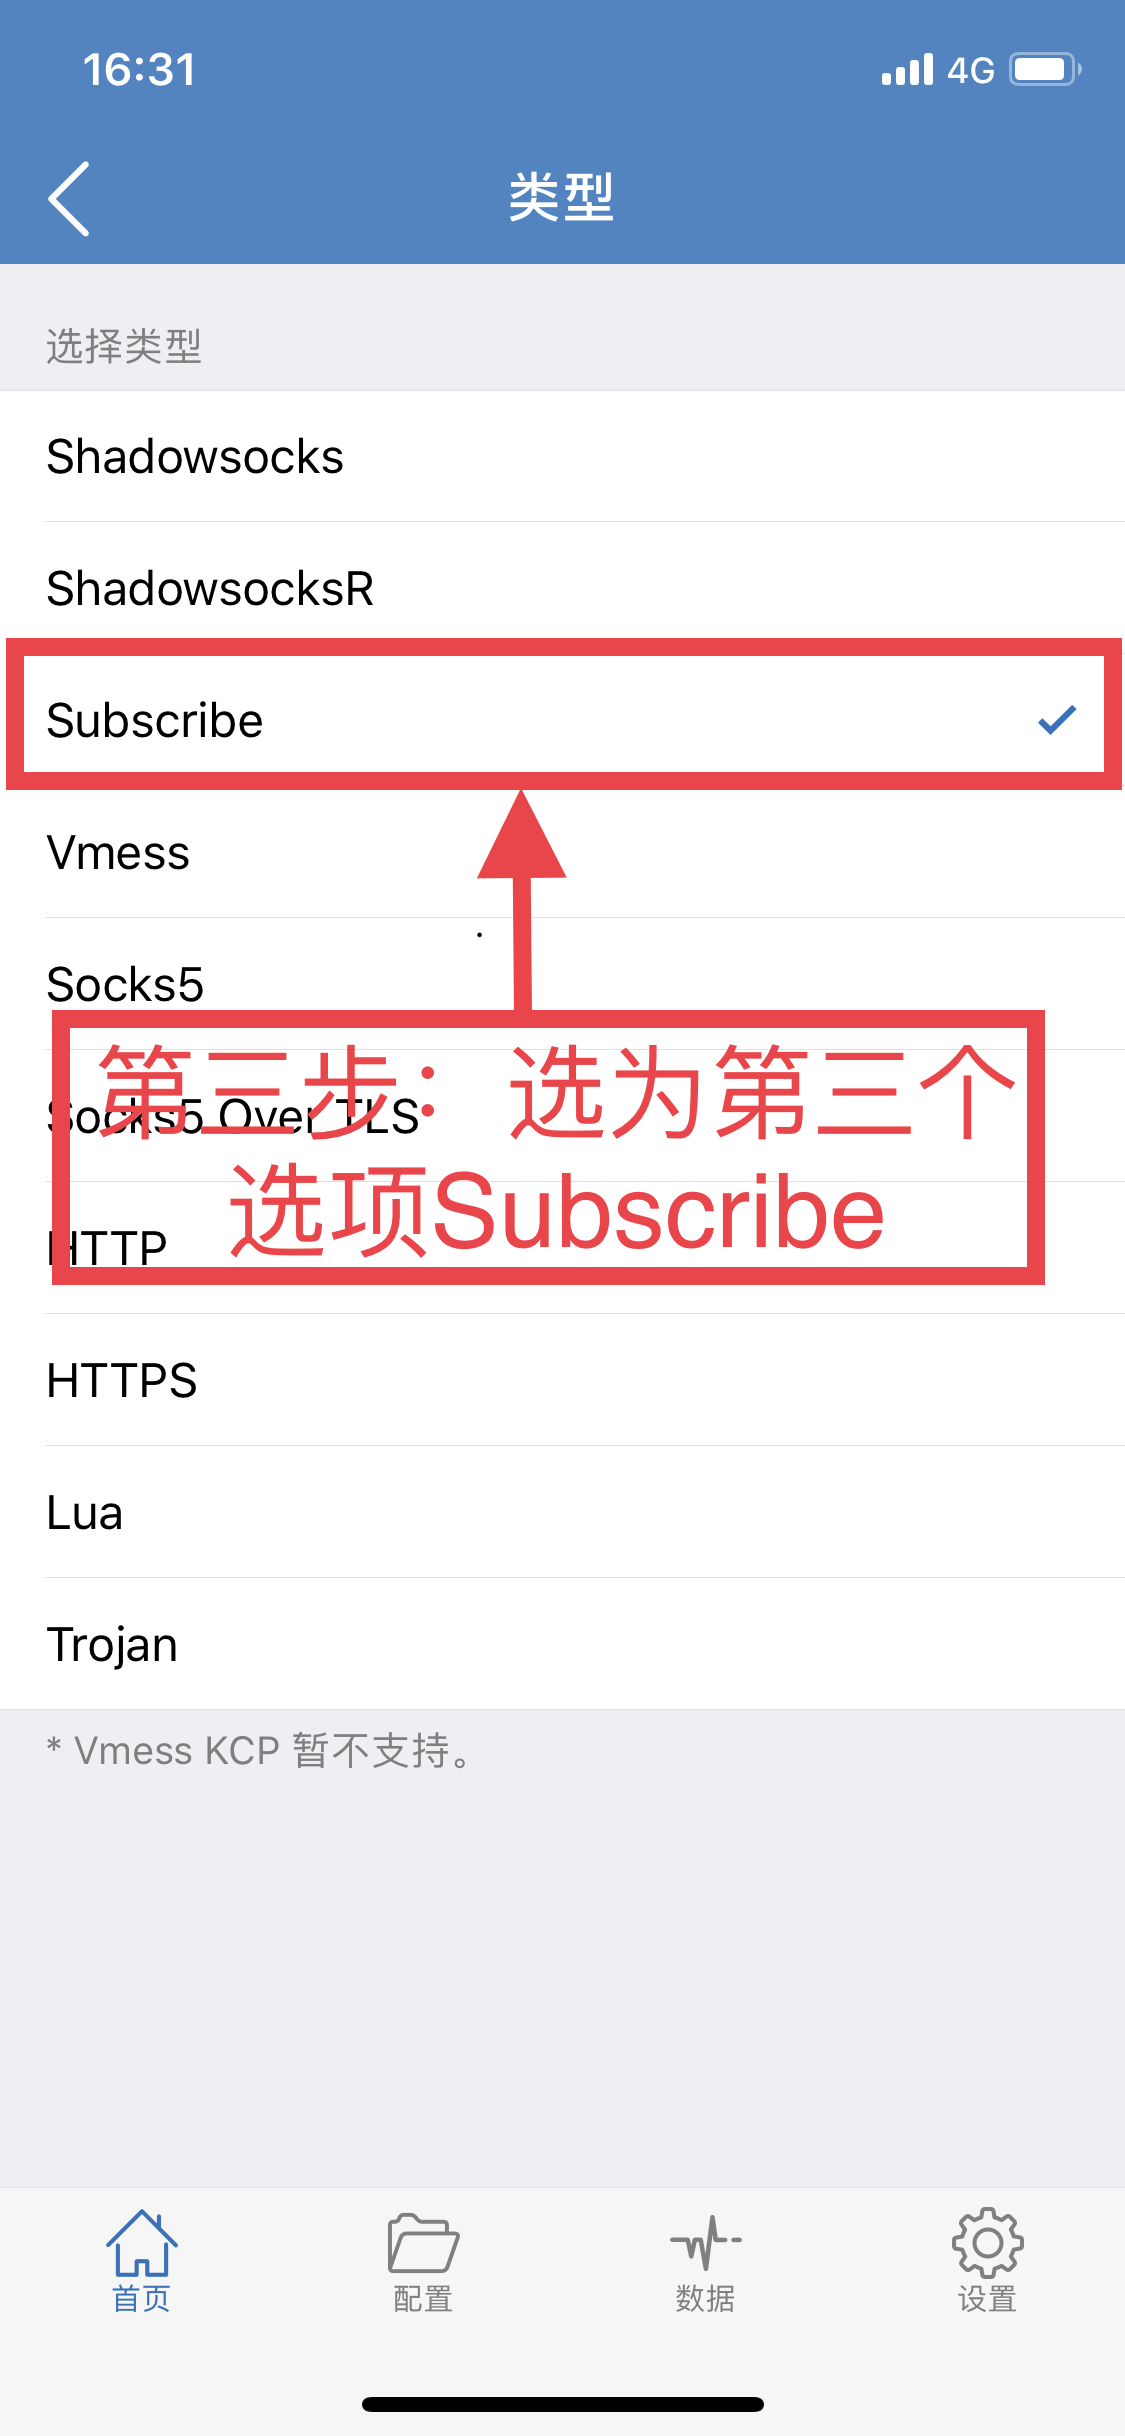 16:31
4G
类型
选择类型
Shadowsocks
ShadowsocksR
Subscribe
Vmess
Socks5
第三步：选为第三个
选项Subscribe
Socks5 Over TLS
HTTP
HTTPS
Lua
Trojan
* Vmess KCP 暂不支持。
首页
配置
数据
设置